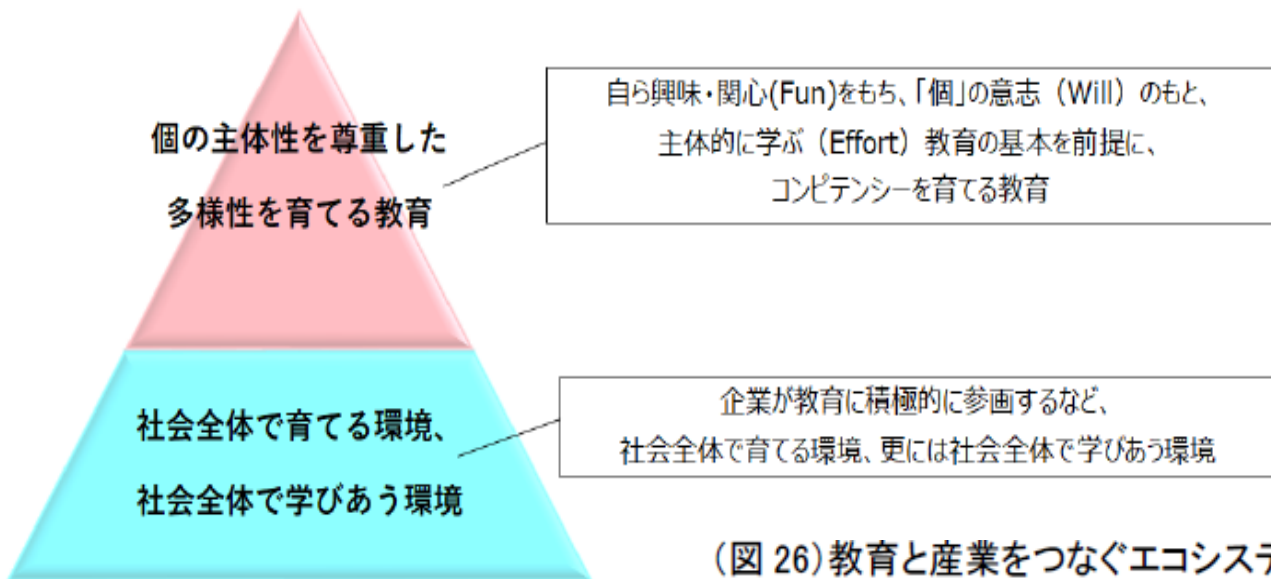 個の主体性を尊重した
多様性を育てる教育
自ら興味・関心(Fun)をもち、「個」の意志（Will）のもと、
主体的に学ぶ（Effort）教育の基本を前提に、
コンピテンシーを育てる教育
社会全体で育てる環境、
社会全体で学びあう環境
企業が教育に積極的に参画するなど、
社会全体で育てる環境、更には社会全体で学びあう環境
（図 26）教育と産業をつなぐエコシステ